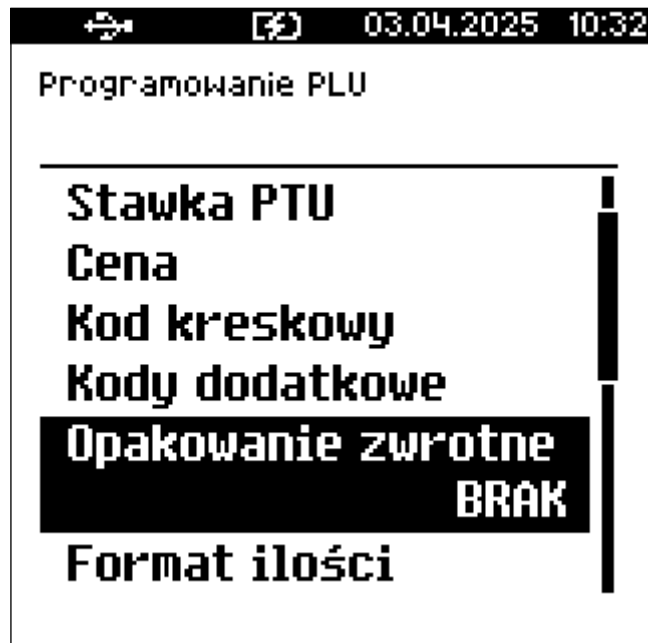 03.04.2025 10:32
Programowanie PLU
Stawka PTU
Cena
Kod kreskowy
Kody dodatkowe
Opakowanie zwrotne
BRAK
Format ilości